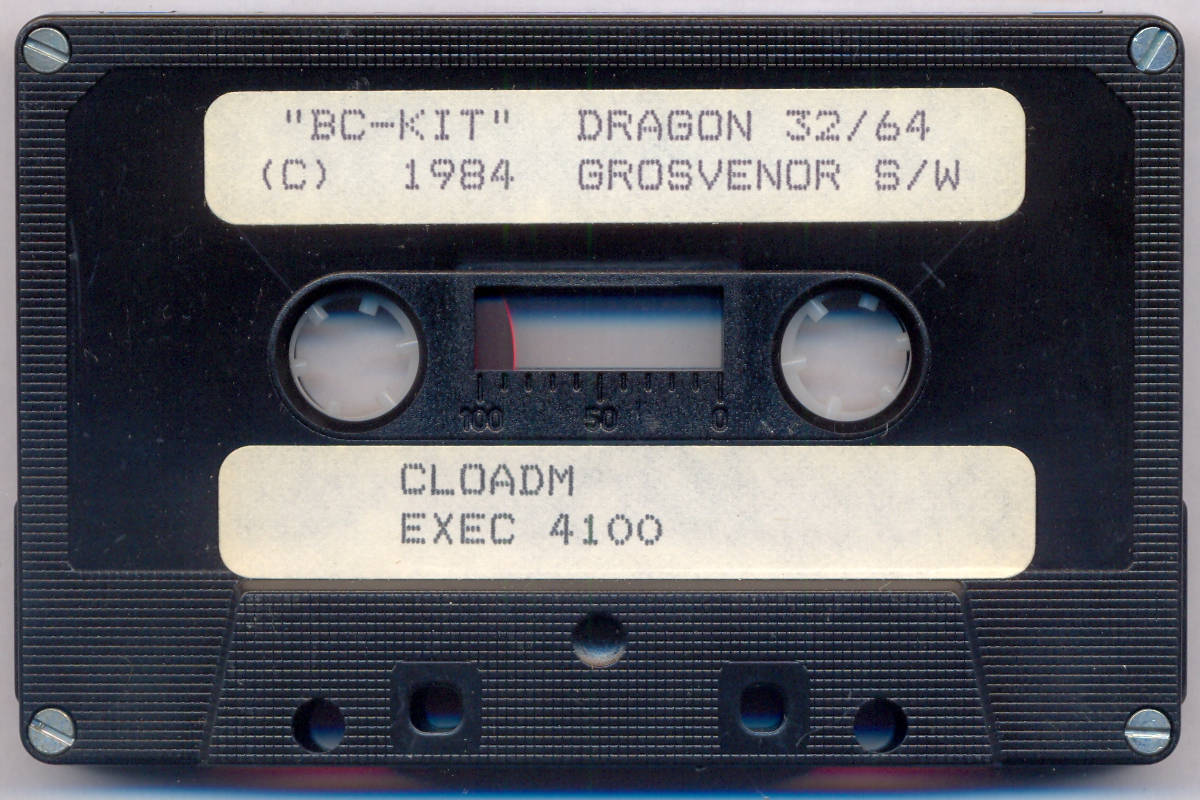 "BC-KIT" DRAGON 32/64
(C) 1984 GROSVENOR S/W
100 50 0
CLOADM
EXEC 4100